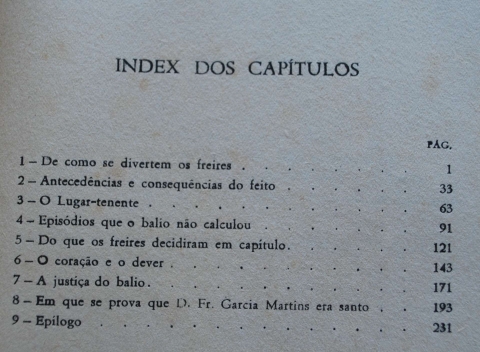 INDEX DOS CAPÍTULOS
PÁG.
1 — De como se divertem os freires . . . . . . 1
2 — Antecedências e consequências do feito . . . . 33
3 — O Lugar-tenente . . . . . . . . . 63
4 — Episódios que o balio não calculou . . . . . 91
5 — Do que os freires decidiram em capítulo. . . . . 121
6 — O coração e o dever . . . . . . . . 143
7 — A justiça do balio. . . . . . . . . 171
8 — Em que se prova que D. Fr. Garcia Martins era santo . . 193
9 — Epílogo . . . . . . . . . . 231